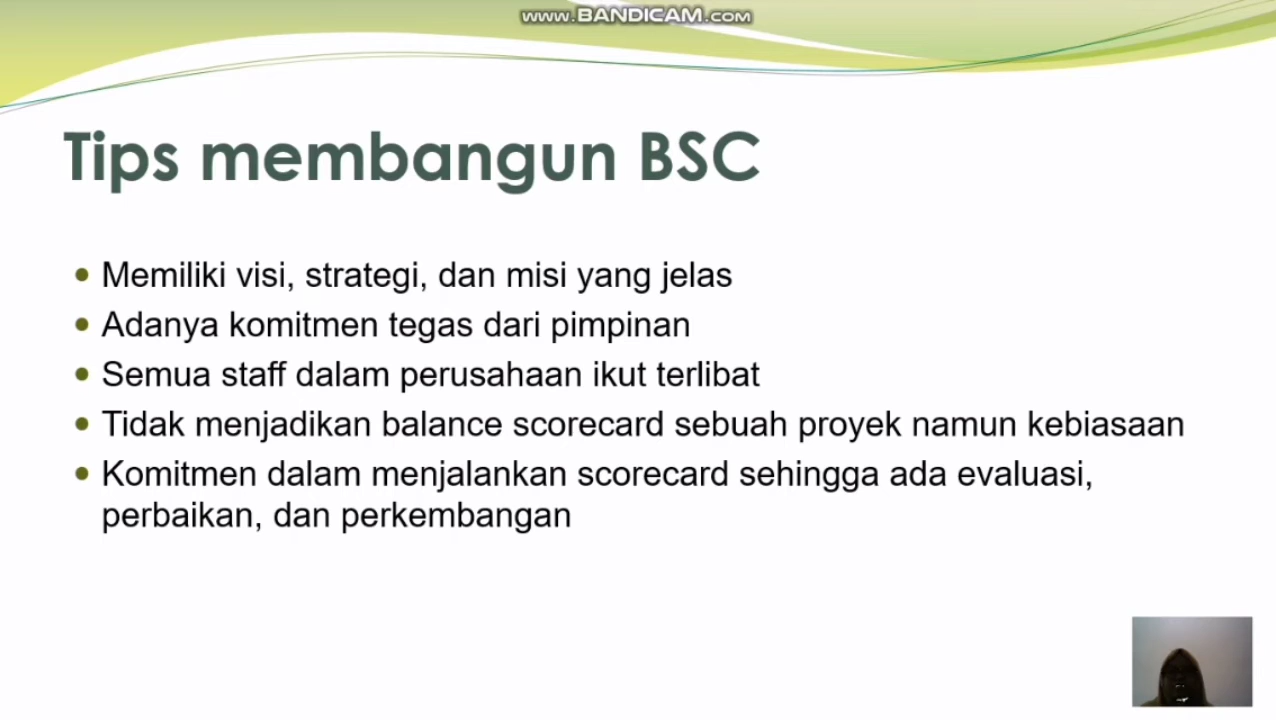 www.BANDICAM.com
Tips membangun BSC
• Memiliki visi, strategi, dan misi yang jelas
• Adanya komitmen tegas dari pimpinan
• Semua staff dalam perusahaan ikut terlibat
• Tidak menjadikan balance scorecard sebuah proyek namun kebiasaan
• Komitmen dalam menjalankan scorecard sehingga ada evaluasi,
perbaikan, dan perkembangan